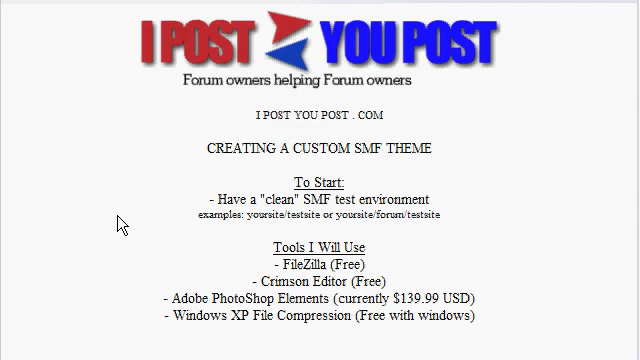 I POST YOU POST
Forum owners helping Forum owners
I POST YOU POST . COM
CREATING A CUSTOM SMF THEME
To Start:
- Have a "clean" SMF test environment
examples: yoursite/testsite or yoursite/forum/testsite
Tools I Will Use
- FileZilla (Free)
- Crimson Editor (Free)
- Adobe PhotoShop Elements (currently $139.99 USD)
- Windows XP File Compression (Free with windows)